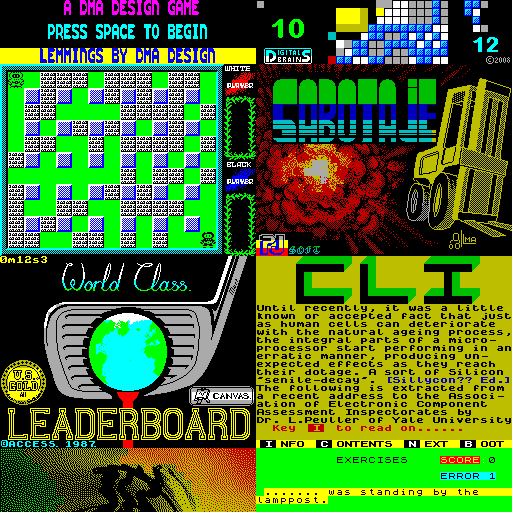 A DMA DESIGN GAME
PRESS SPACE TO BEGIN
LEMMINGS BY DMA DESIGN
10
12
DIGITAL
BRAINS
©2008
WHITE
PLAYER
BLACK
PLAYER
0m12s3
SABOTAJE
SOFT
World Class.
U.S.
GOLD
CANVAS.
LEADERBOARD
©ACCESS. 1987
CLI
Until recently, it was a little
known or accepted fact that just
as human cells can deteriorate
with the natural ageing process,
the integral parts of a micro-
processor start performing in an
erratic manner, producing un-
expected effects as they reach
their dotage. A sort of Silicon
"senile-decay". [Sillycon?? Ed.]
The following is extracted from
a recent address to the Associ-
ation of Electronic Component
Assessment Inspectorates by
Dr. L.Peulter of Yale University
Key I to read on......
INFO CONTENTS NEXT BOOT
EXERCISES SCORE 0
ERROR 1
........ was standing by the
lamppost.